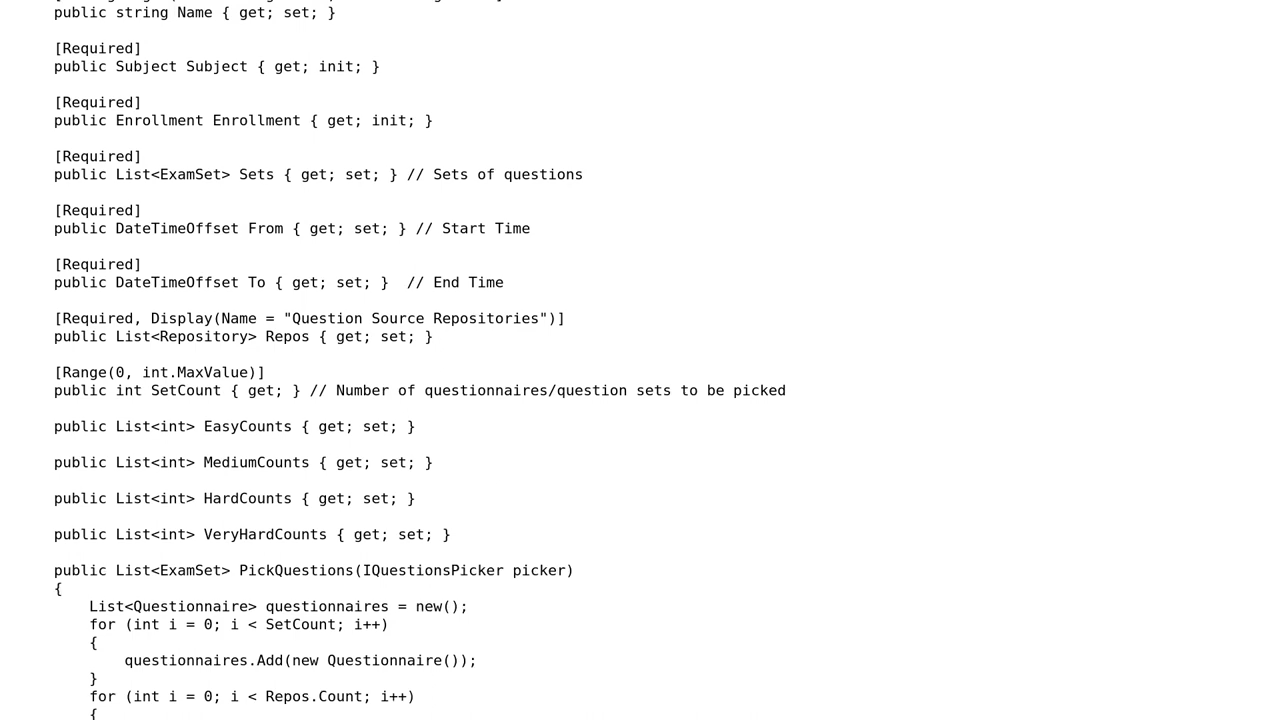 public string Name { get; set; }
[Required]
public Subject Subject { get; init; }
[Required]
public Enrollment Enrollment { get; init; }
[Required]
public List<ExamSet> Sets { get; set; } // Sets of questions
[Required]
public DateTimeOffset From { get; set; } // Start Time
[Required]
public DateTimeOffset To { get; set; }  // End Time
[Required, Display(Name = "Question Source Repositories")]
public List<Repository> Repos { get; set; }
[Range(0, int.MaxValue)]
public int SetCount { get; } // Number of questionnaires/question sets to be picked
public List<int> EasyCounts { get; set; }
public List<int> MediumCounts { get; set; }
public List<int> HardCounts { get; set; }
public List<int> VeryHardCounts { get; set; }
public List<ExamSet> PickQuestions(IQuestionsPicker picker)
{
    List<Questionnaire> questionnaires = new();
    for (int i = 0; i < SetCount; i++)
    {
        questionnaires.Add(new Questionnaire());
    }
    for (int i = 0; i < Repos.Count; i++)
    {